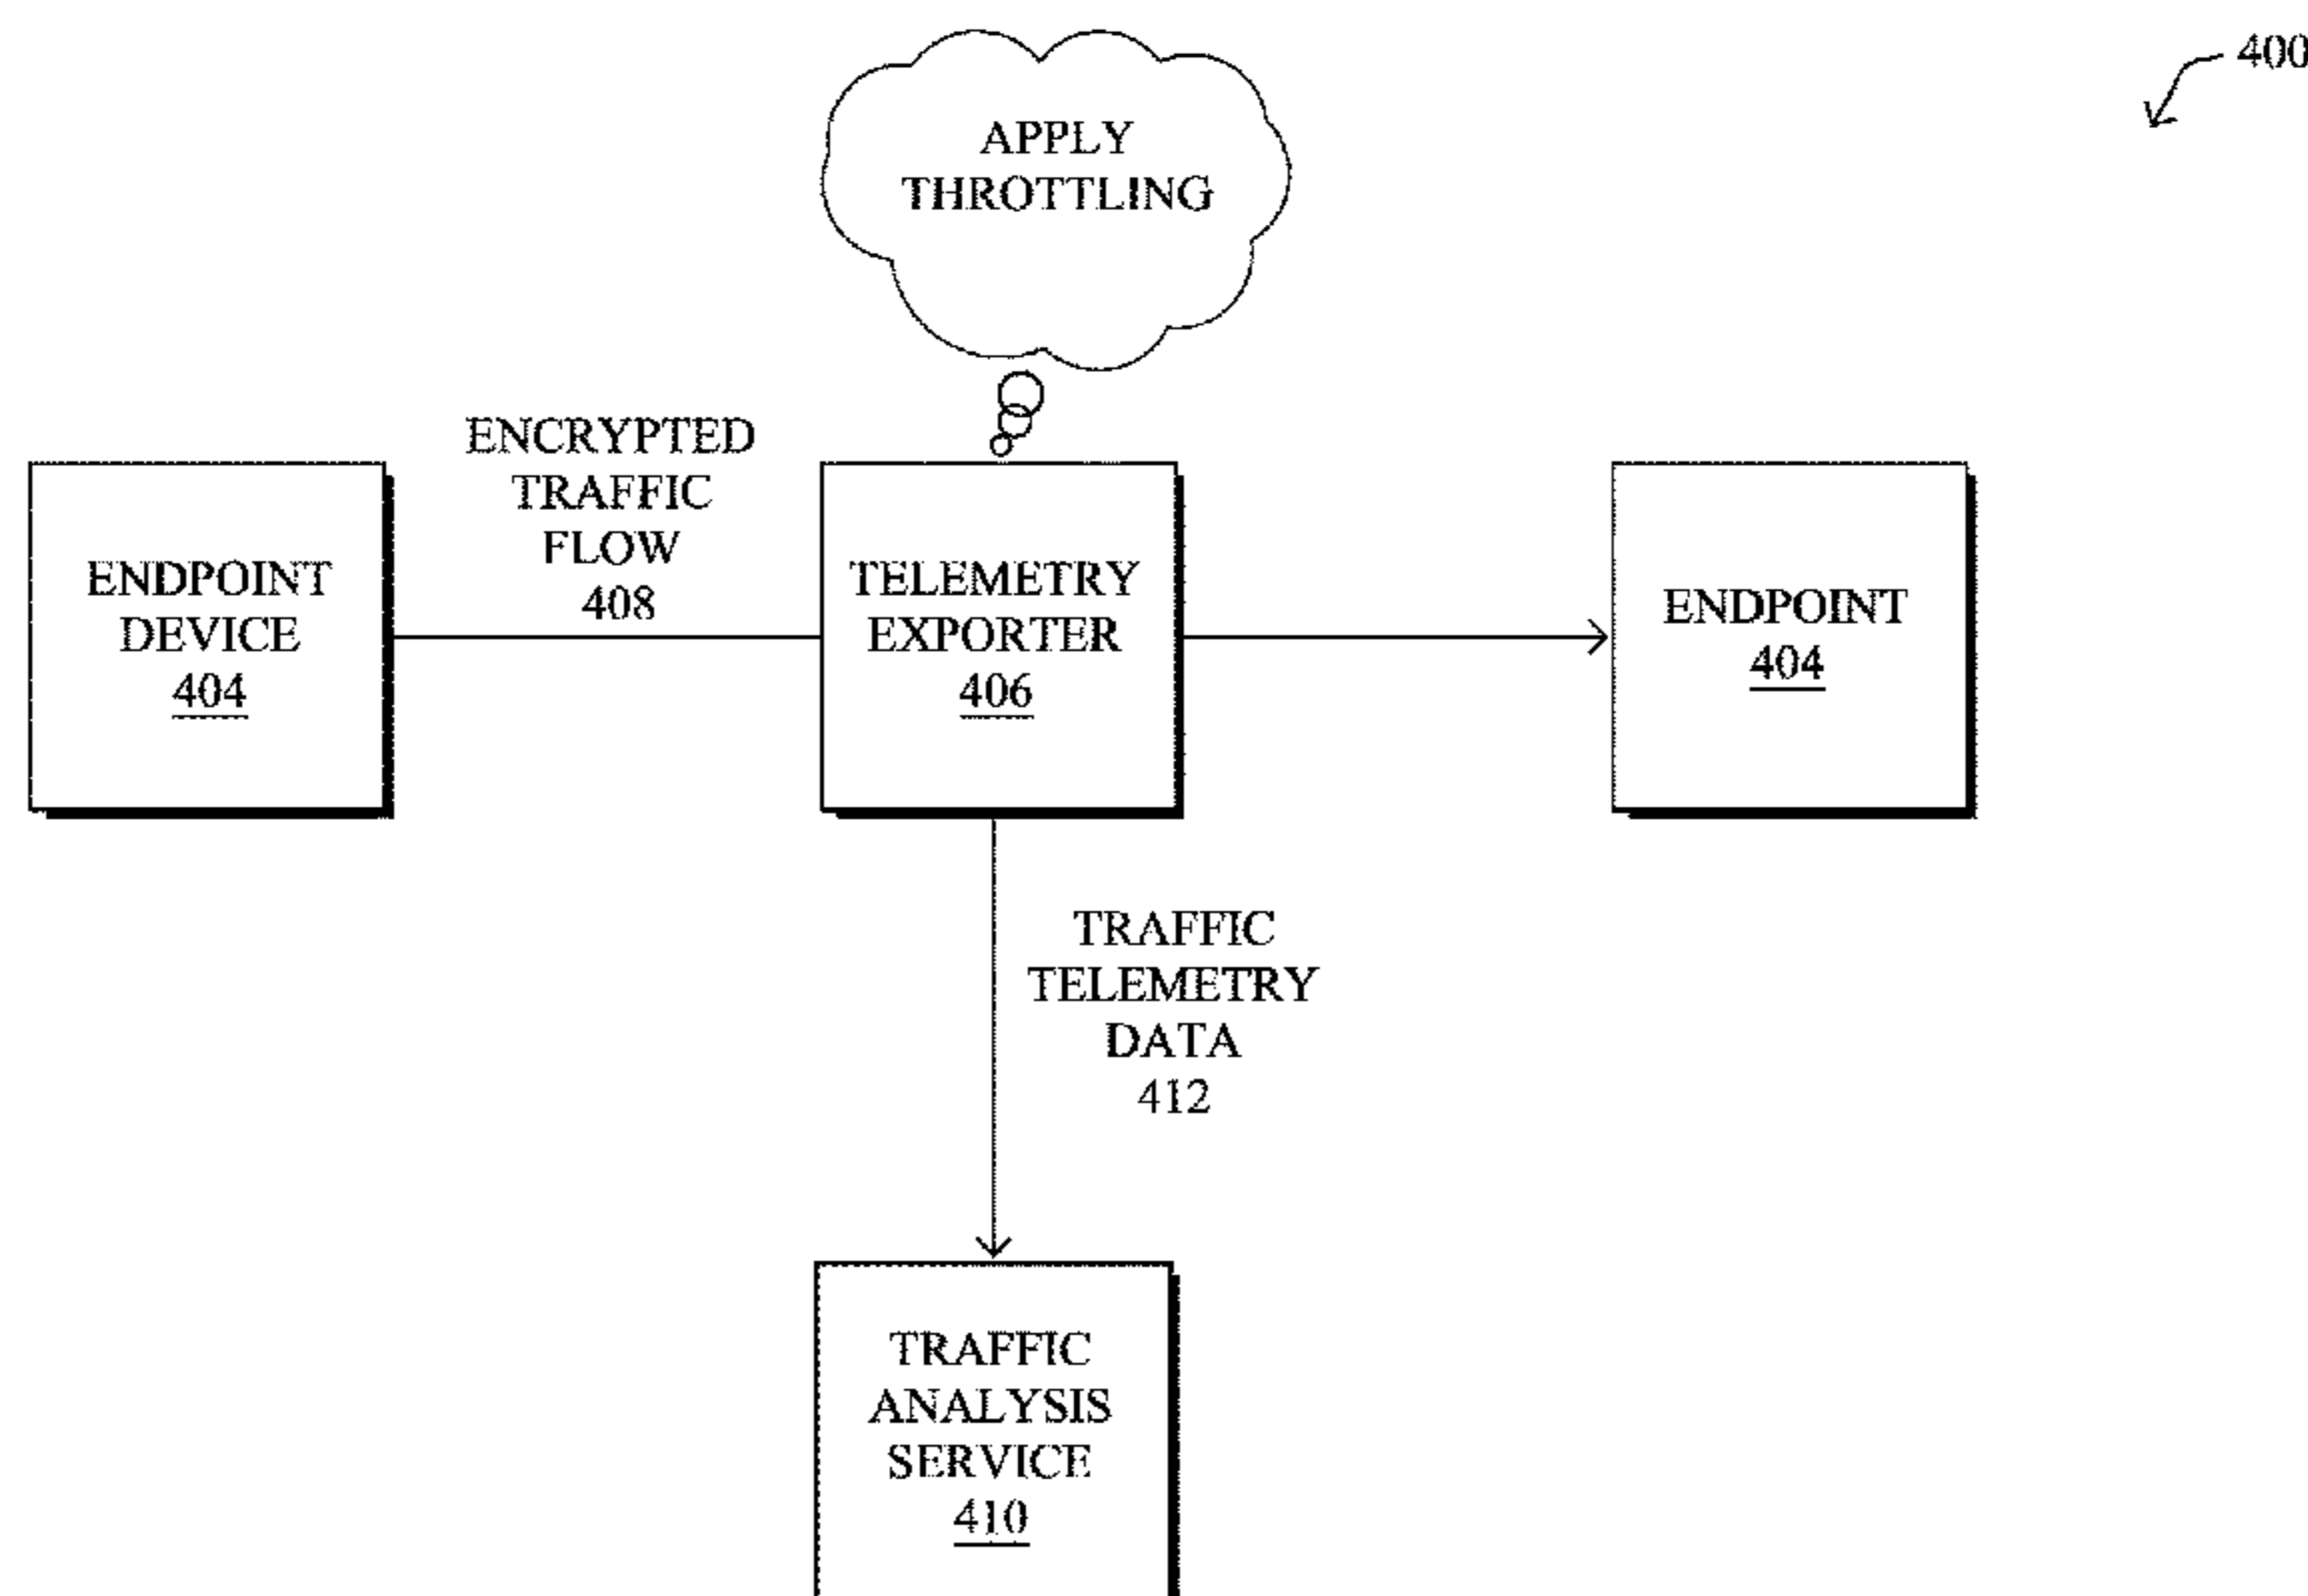 400
APPLY
THROTTLING
ENCRYPTED
TRAFFIC
FLOW
408
ENDPOINT
DEVICE
404
TELEMETRY
EXPORTER
406
ENDPOINT
404
TRAFFIC
TELEMETRY
DATA
412
TRAFFIC
ANALYSIS
SERVICE
410